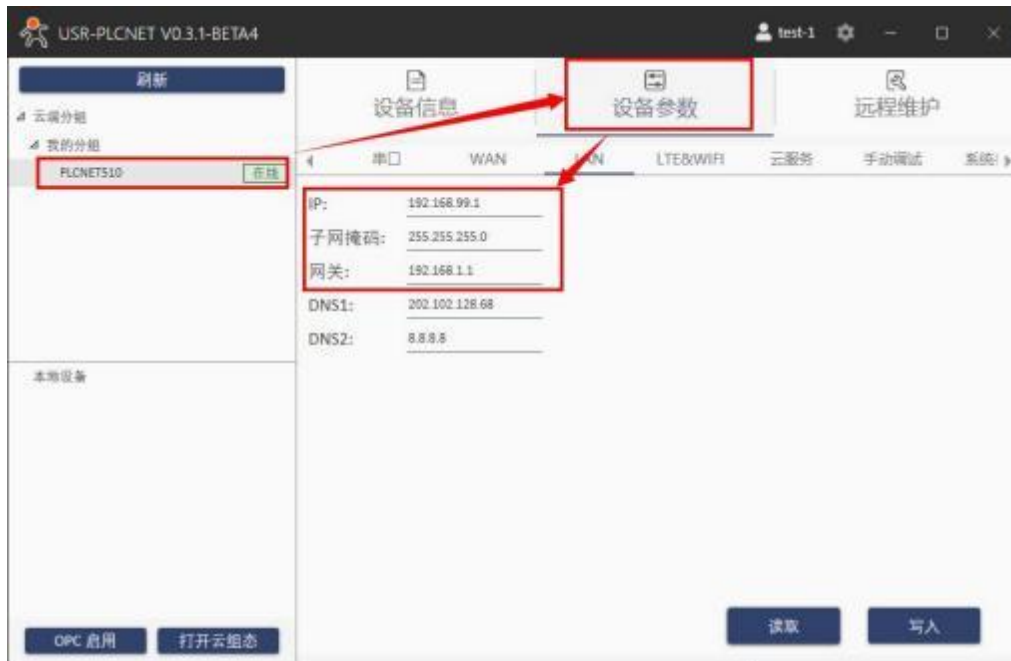 USR-PLCNET V0.3.1-BETA4
test-1
刷新
云端分组
我的分组
PLCNET510 在线
本地设备
OPC 启用 打开云组态
设备信息 设备参数 远程维护
串口 WAN LAN LTE&WIFI 云服务 手动调试 系统
IP: 192.168.99.1
子网掩码: 255.255.255.0
网关: 192.168.1.1
DNS1: 202.102.128.68
DNS2: 8.8.8.8
读取 写入